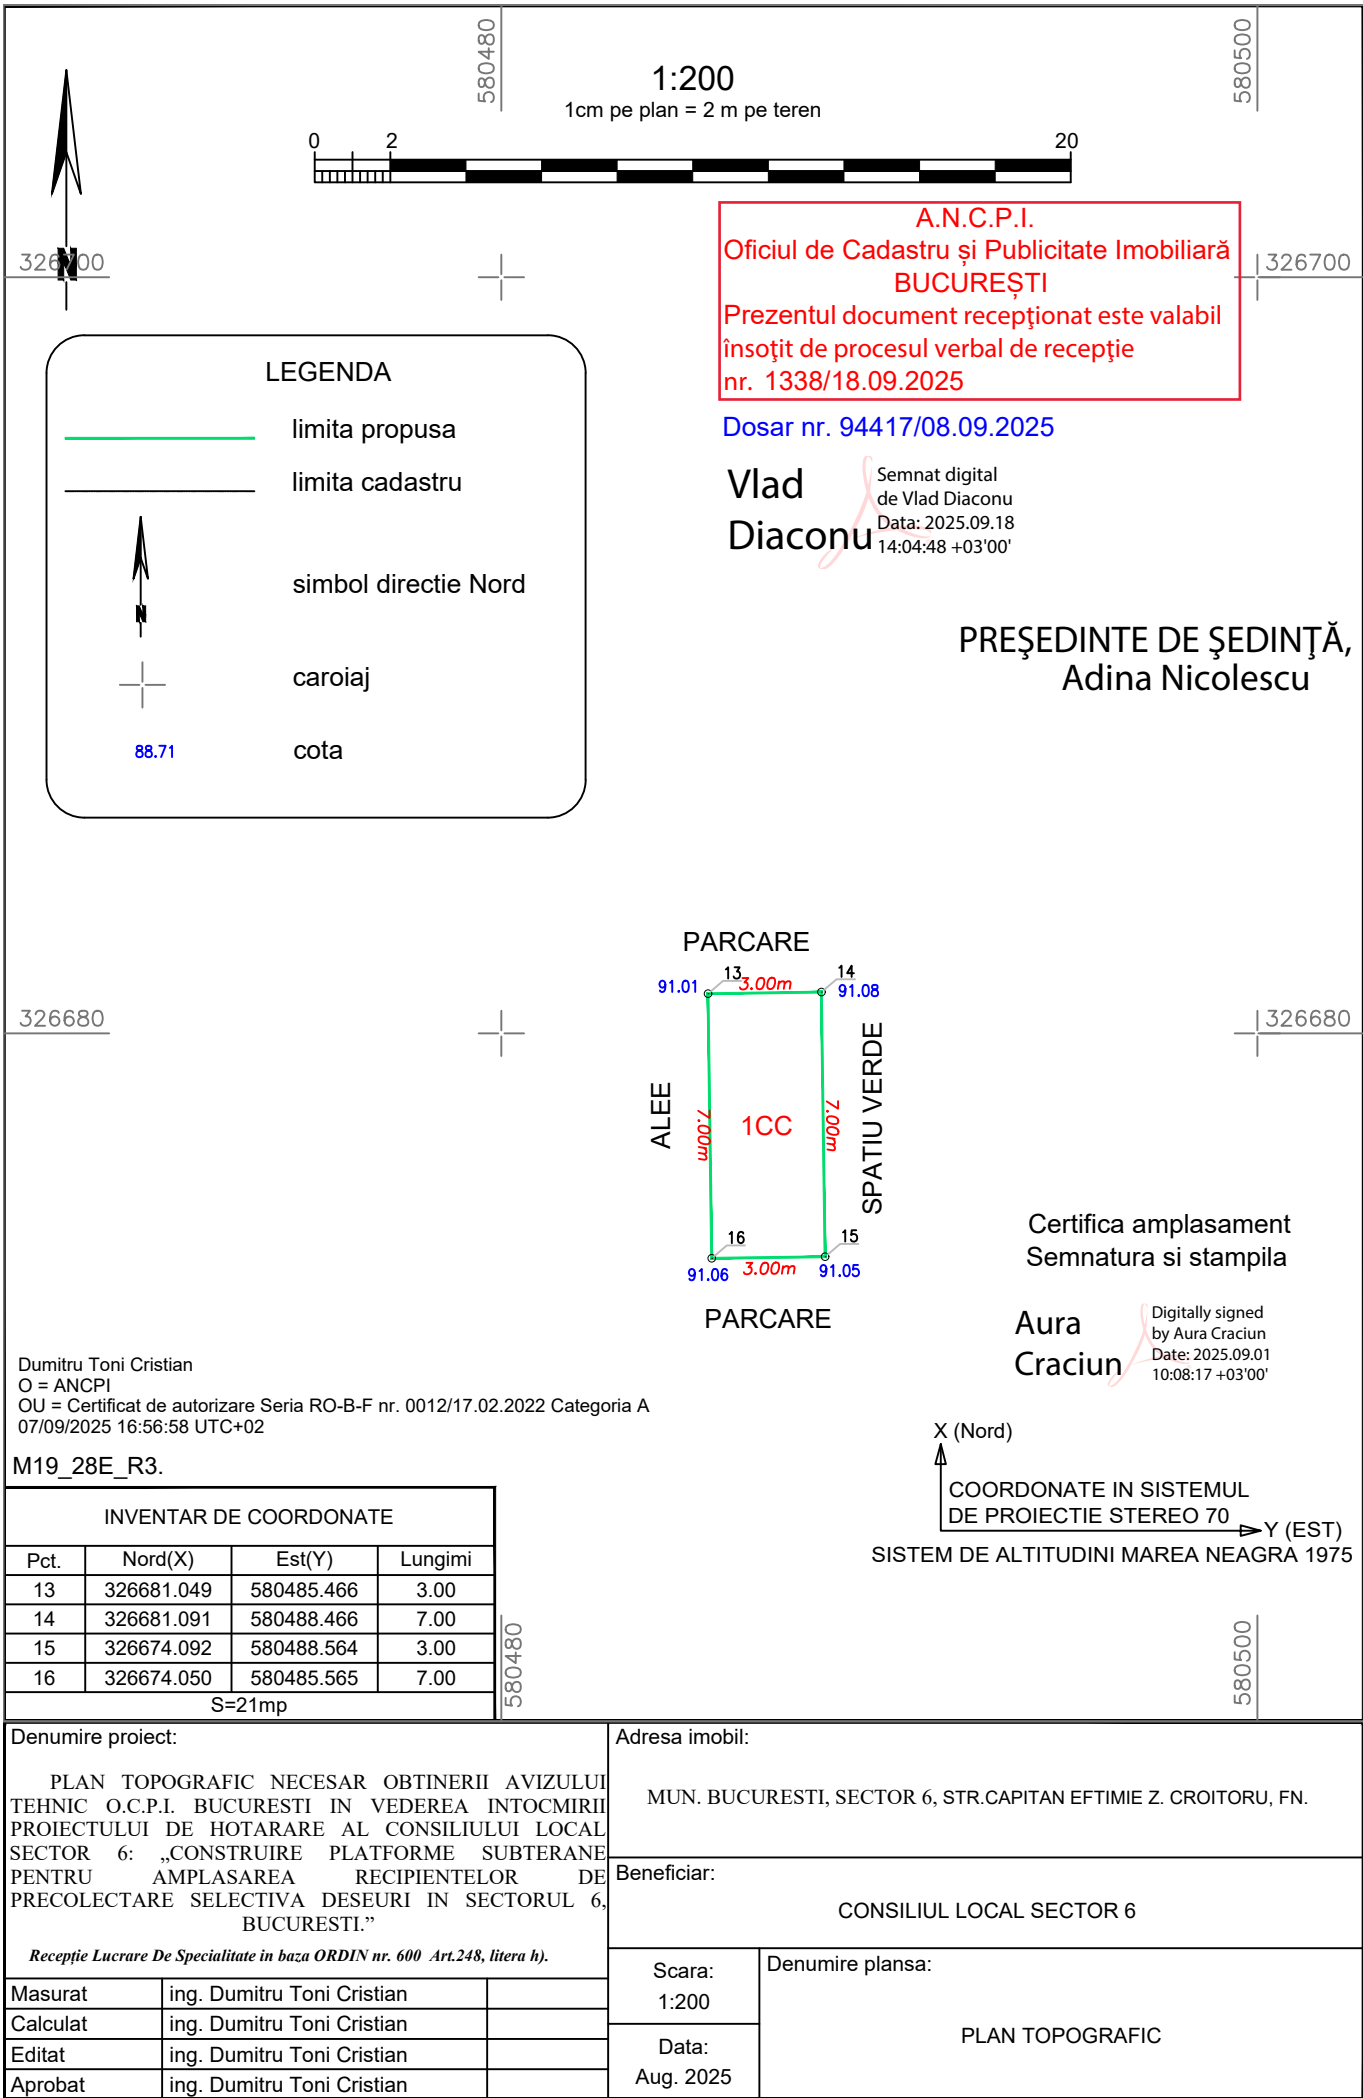 580480
580500
1:200
1cm pe plan = 2 m pe teren
0 2 20
A.N.C.P.I.
Oficiul de Cadastru și Publicitate Imobiliară
BUCUREȘTI
Prezentul document recepţionat este valabil
însoţit de procesul verbal de recepţie
nr. 1338/18.09.2025
326700
N
326700
Dosar nr. 94417/08.09.2025
Vlad
Diaconu
Semnat digital
de Vlad Diaconu
Data: 2025.09.18
14:04:48 +03'00'
LEGENDA
limita propusa
limita cadastru
simbol directie Nord
N
caroiaj
88.71 cota
PREŞEDINTE DE ŞEDINŢĂ,
Adina Nicolescu
PARCARE
13 14
91.01 3.00m 91.08
326680
326680
ALEE
7.00m
1CC
7.00m
SPATIU VERDE
16 15
91.06 3.00m 91.05
PARCARE
Certifica amplasament
Semnatura si stampila
Aura
Craciun
Digitally signed
by Aura Craciun
Date: 2025.09.01
10:08:17 +03'00'
Dumitru Toni Cristian
O = ANCPI
OU = Certificat de autorizare Seria RO-B-F nr. 0012/17.02.2022 Categoria A
07/09/2025 16:56:58 UTC+02
M19_28E_R3.
X (Nord)
COORDONATE IN SISTEMUL
DE PROIECTIE STEREO 70
Y (EST)
SISTEM DE ALTITUDINI MAREA NEAGRA 1975
INVENTAR DE COORDONATE
Pct. Nord(X) Est(Y) Lungimi
13 326681.049 580485.466 3.00
14 326681.091 580488.466 7.00
15 326674.092 580488.564 3.00
16 326674.050 580485.565 7.00
S=21mp
580480
580500
Denumire proiect:
PLAN TOPOGRAFIC NECESAR OBTINERII AVIZULUI
TEHNIC O.C.P.I. BUCURESTI IN VEDEREA INTOCMIRII
PROIECTULUI DE HOTARARE AL CONSILIULUI LOCAL
SECTOR 6: „CONSTRUIRE PLATFORME SUBTERANE
PENTRU AMPLASAREA RECIPIENTELOR DE
PRECOLECTARE SELECTIVA DESEURI IN SECTORUL 6,
BUCURESTI.”
Recepție Lucrare De Specialitate in baza ORDIN nr. 600 Art.248, litera h).
Masurat ing. Dumitru Toni Cristian
Calculat ing. Dumitru Toni Cristian
Editat ing. Dumitru Toni Cristian
Aprobat ing. Dumitru Toni Cristian
Adresa imobil:
MUN. BUCURESTI, SECTOR 6, STR.CAPITAN EFTIMIE Z. CROITORU, FN.
Beneficiar:
CONSILIUL LOCAL SECTOR 6
Scara:
1:200
Data:
Aug. 2025
Denumire plansa:
PLAN TOPOGRAFIC